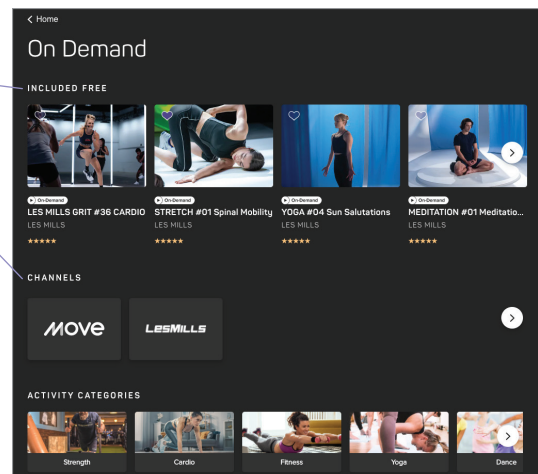 Home
On Demand
INCLUDED FREE
On-Demand
LES MILLS GRIT #36 CARDIO
LES MILLS
On-Demand
STRETCH #01 Spinal Mobility
LES MILLS
On-Demand
YOGA #04 Sun Salutations
LES MILLS
On-Demand
MEDITATION #01 Meditatio...
LES MILLS
CHANNELS
MOVe
LesMILLS
ACTIVITY CATEGORIES
Strength
Cardio
Fitness
Yoga
Dance